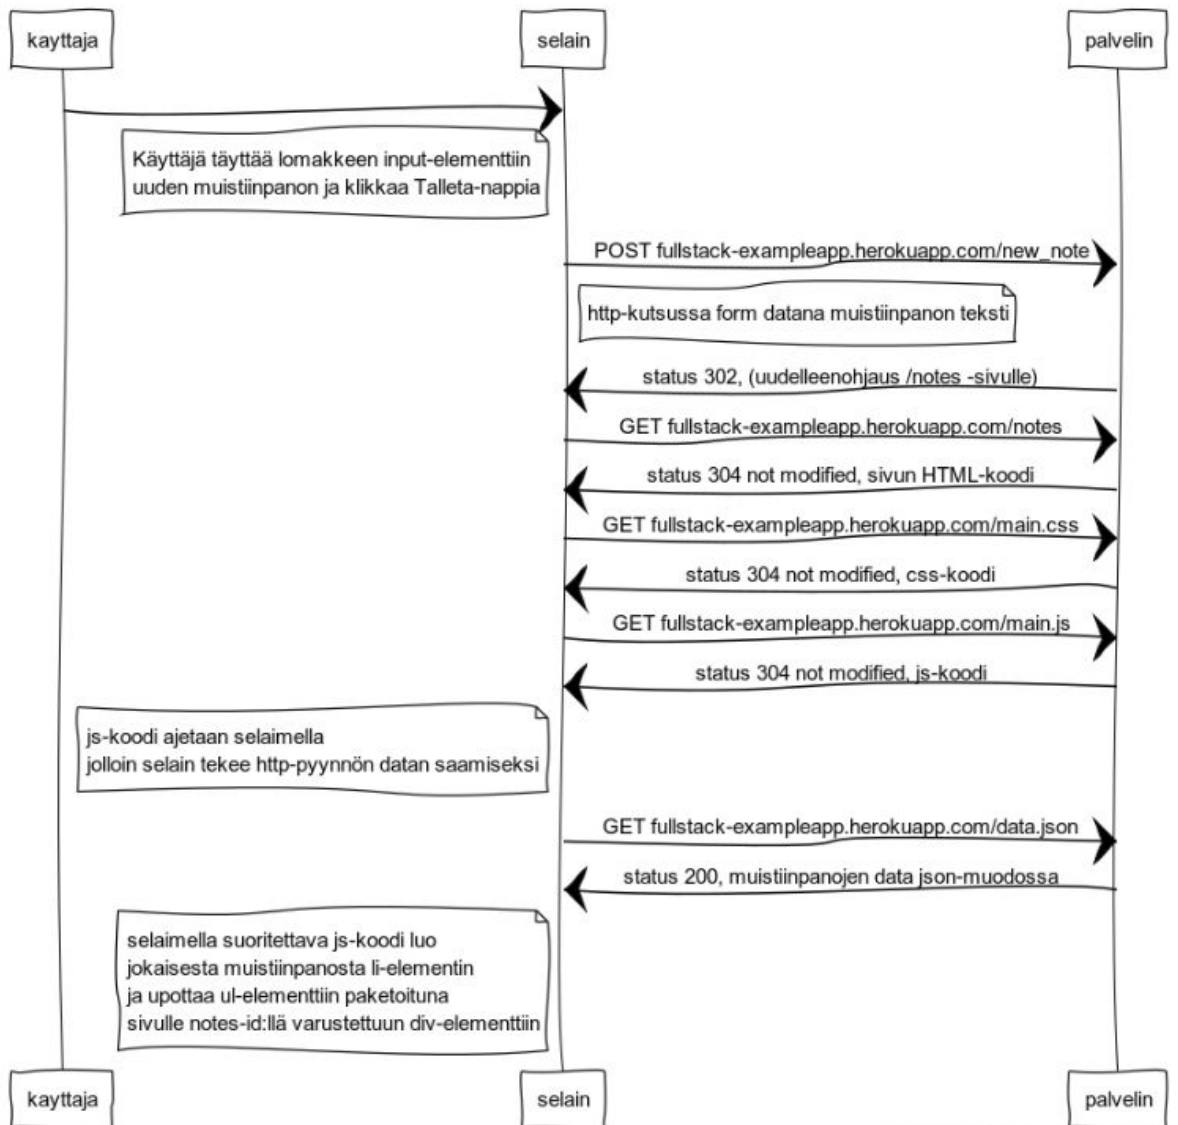 kayttaja
selain
palvelin
Käyttäjä täyttää lomakkeen input-elementtiin
uuden muistiinpanon ja klikkaa Talleta-nappia
POST fullstack-exampleapp.herokuapp.com/new_note
http-kutsussa form datana muistiinpanon teksti
status 302, (uudelleenohjaus /notes -sivulle)
GET fullstack-exampleapp.herokuapp.com/notes
status 304 not modified, sivun HTML-koodi
GET fullstack-exampleapp.herokuapp.com/main.css
status 304 not modified, css-koodi
GET fullstack-exampleapp.herokuapp.com/main.js
status 304 not modified, js-koodi
js-koodi ajetaan selaimella
jolloin selain tekee http-pyynnön datan saamiseksi
GET fullstack-exampleapp.herokuapp.com/data.json
status 200, muistiinpanojen data json-muodossa
selaimella suoritettava js-koodi luo
jokaisesta muistiinpanosta li-elementin
ja upottaa ul-elementtiin paketoituna
sivulle notes-id:llä varustettuun div-elementtiin
kayttaja
selain
palvelin